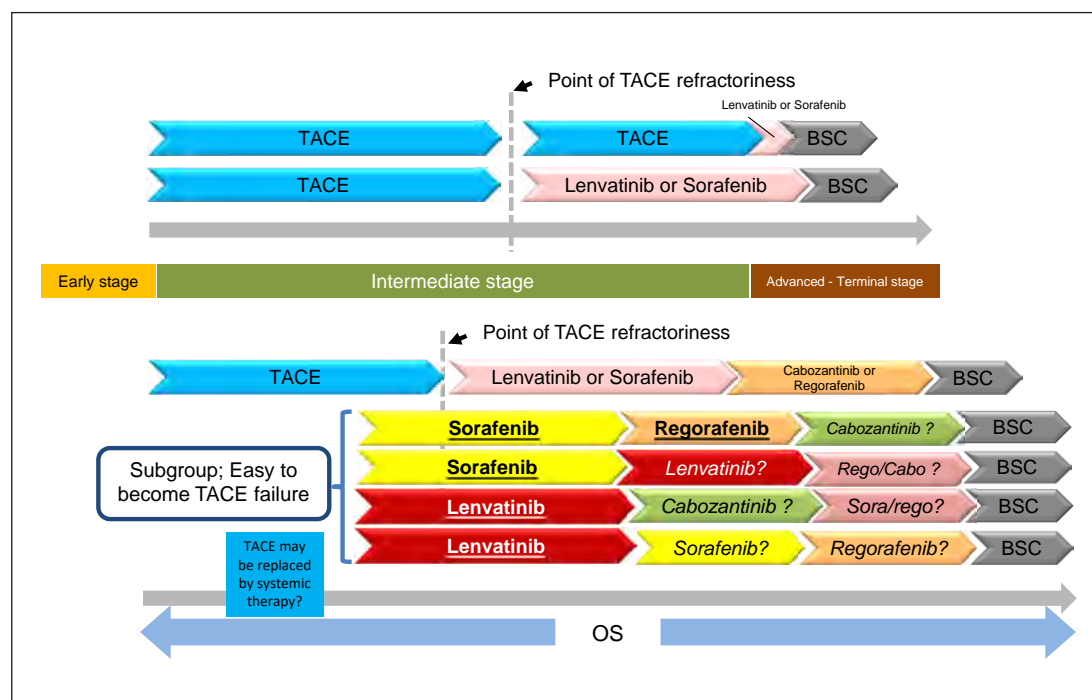 Point of TACE refractoriness
Lenvatinib or Sorafenib
TACE
TACE
BSC
TACE
Lenvatinib or Sorafenib
BSC
Early stage
Intermediate stage
Advanced - Terminal stage
Point of TACE refractoriness
TACE
Lenvatinib or Sorafenib
Cabozantinib or
Regorafenib
BSC
Subgroup; Easy to
become TACE failure
Sorafenib
Regorafenib
Cabozantinib ?
BSC
Sorafenib
Lenvatinib?
Rego/Cabo ?
BSC
Lenvatinib
Cabozantinib ?
Sora/rego?
BSC
Lenvatinib
Sorafenib?
Regorafenib?
BSC
TACE may
be replaced
by systemic
therapy?
OS